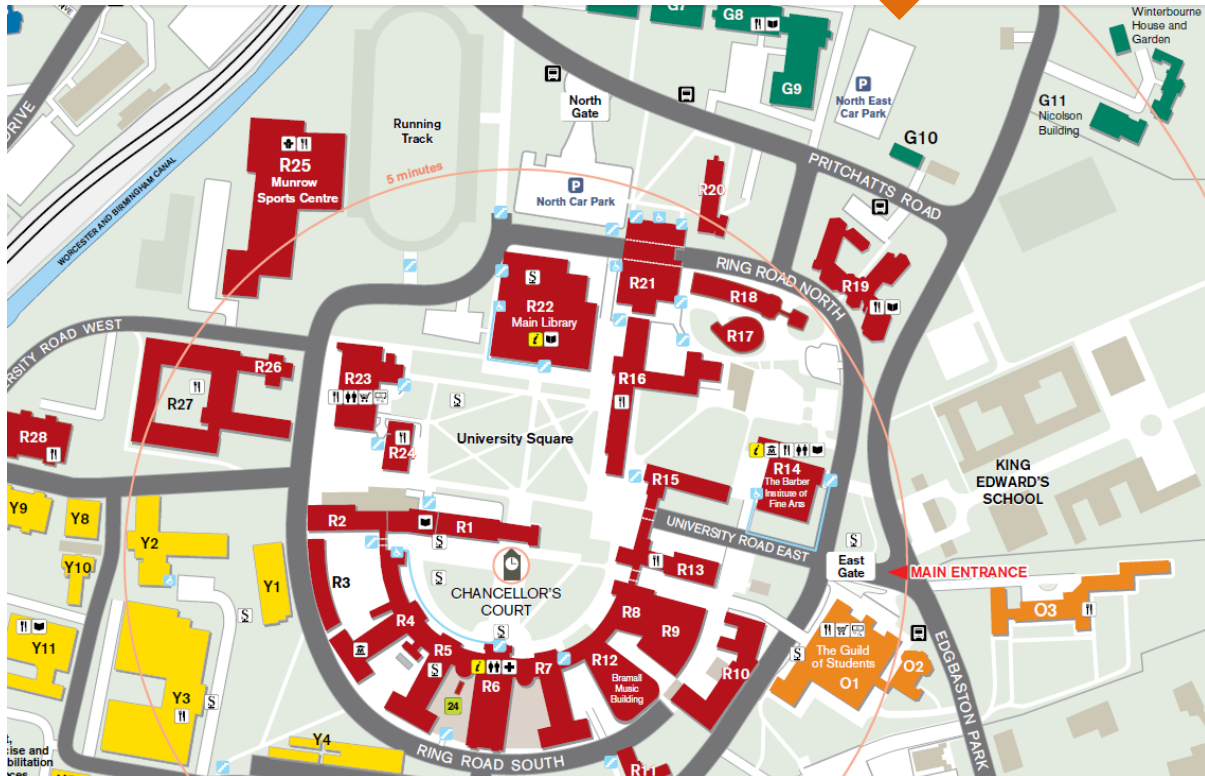 G7
G8
Winterbourne
House and
Garden
G9
P
North East
Car Park
G11
Nicolson
Building
G10
DRIVE
North
Gate
Running
Track
R25
Munrow
Sports Centre
5 minutes
PRITCHATTS ROAD
WORCESTER AND BIRMINGHAM CANAL
P
North Car Park
R20
RING ROAD NORTH
R19
R21
R18
R17
R22
Main Library
i
UNIVERSITY ROAD WEST
R26
R27
R23
R16
R28
R24
University Square
i
R14
The Barber
Institute of
Fine Arts
KING
EDWARD'S
SCHOOL
R15
Y9
Y8
R2
R1
UNIVERSITY ROAD EAST
Y2
Y10
Y1
R3
CHANCELLOR'S
COURT
R13
East
Gate
MAIN ENTRANCE
O3
R8
R9
R4
Y11
R5
R7
R12
Bramall
Music
Building
R10
The Guild
of Students
O1
O2
i
R6
24
Y3
Y4
RING ROAD SOUTH
R11
EDGBASTON PARK
cise and
bilitation